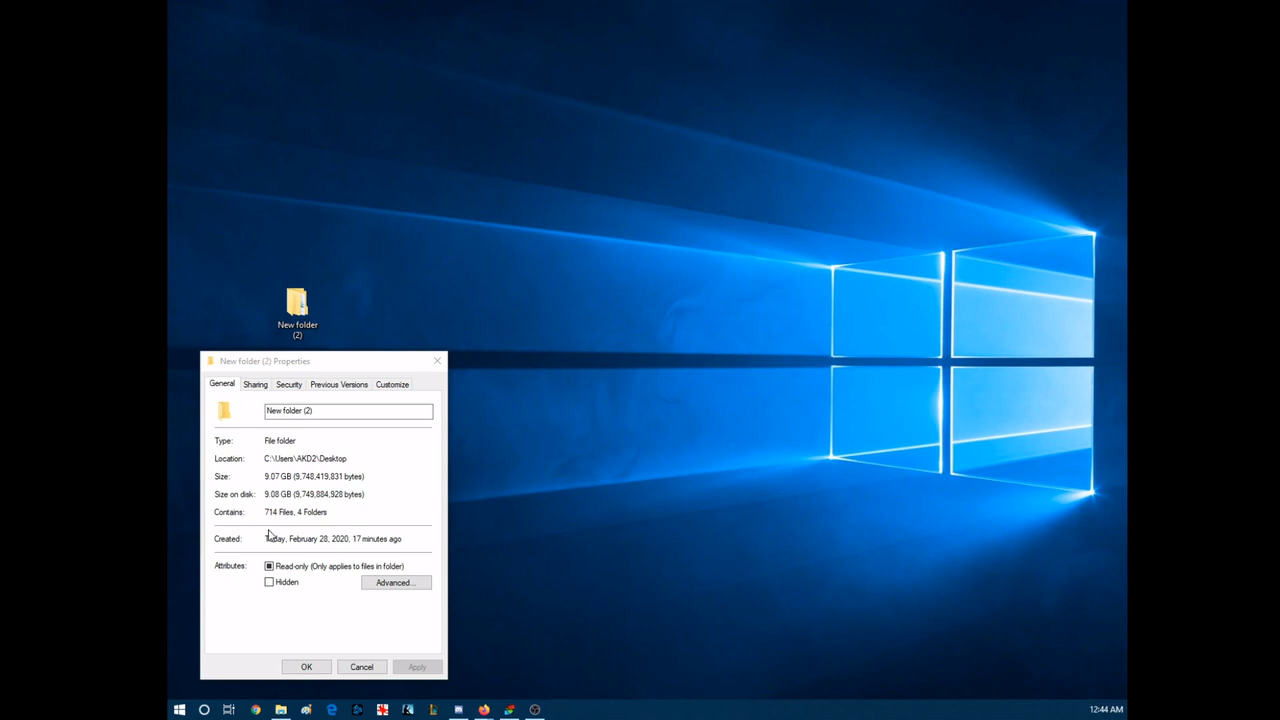 New folder
(2)
New folder (2) Properties
General Sharing Security Previous Versions Customize
New folder (2)
Type: File folder
Location: C:\Users\AKD2\Desktop
Size: 9.07 GB (9,748,419,831 bytes)
Size on disk: 9.08 GB (9,749,884,928 bytes)
Contains: 714 Files, 4 Folders
Created: Today, February 28, 2020, 17 minutes ago
Attributes: Read-only (Only applies to files in folder)
Hidden Advanced...
OK Cancel Apply
12:44 AM